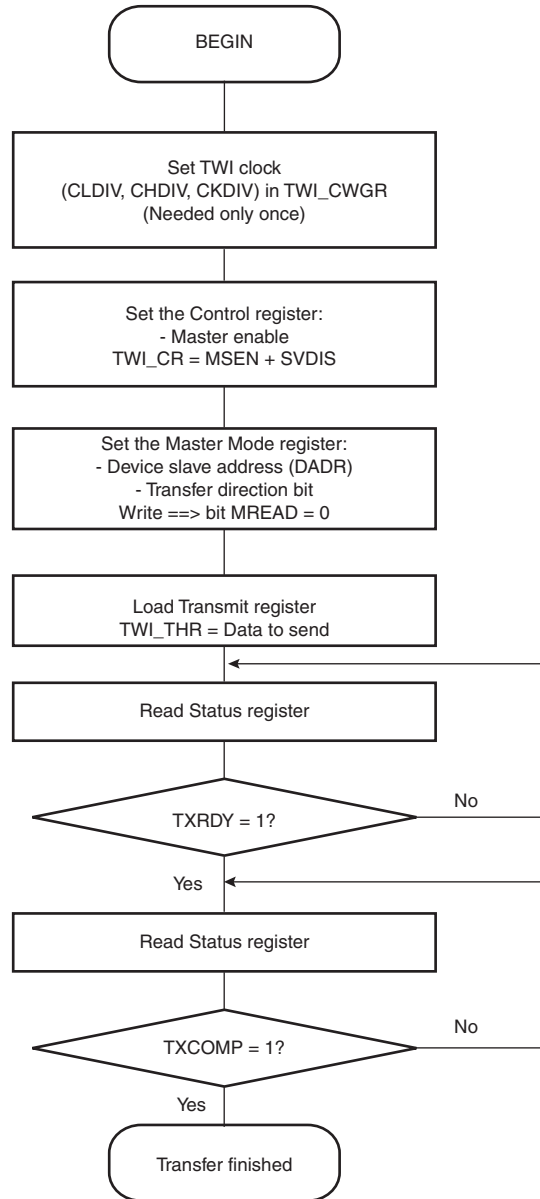 BEGIN
Set TWI clock
(CLDIV, CHDIV, CKDIV) in TWI_CWGR
(Needed only once)
Set the Control register:
- Master enable
TWI_CR = MSEN + SVDIS
Set the Master Mode register:
- Device slave address (DADR)
- Transfer direction bit
Write ==> bit MREAD = 0
Load Transmit register
TWI_THR = Data to send
Read Status register
TXRDY = 1?
No
Yes
Read Status register
TXCOMP = 1?
No
Yes
Transfer finished